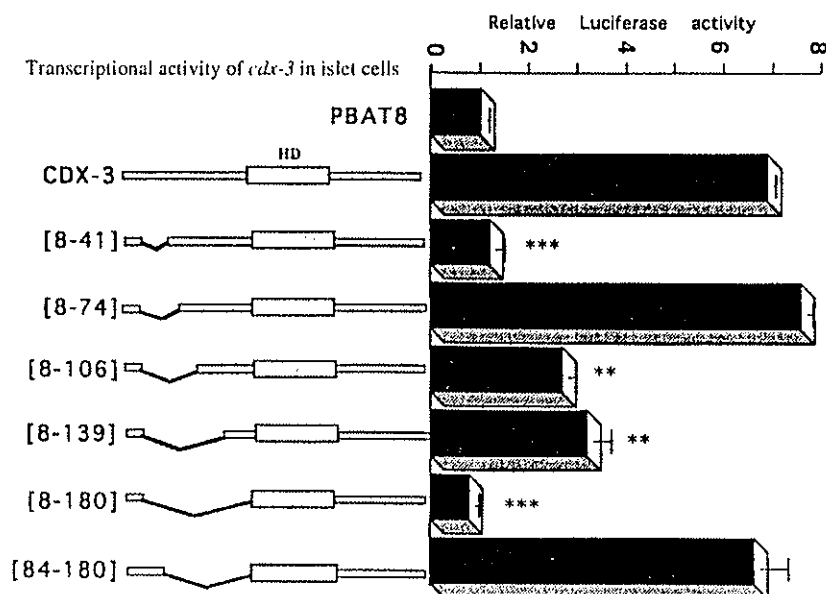 Relative Luciferase activity
0 2 4 6 8
Transcriptional activity of cdx-3 in islet cells
PBAT8
HD
CDX-3
[8-41] ***
[8-74]
[8-106] **
[8-139] **
[8-180] ***
[84-180]